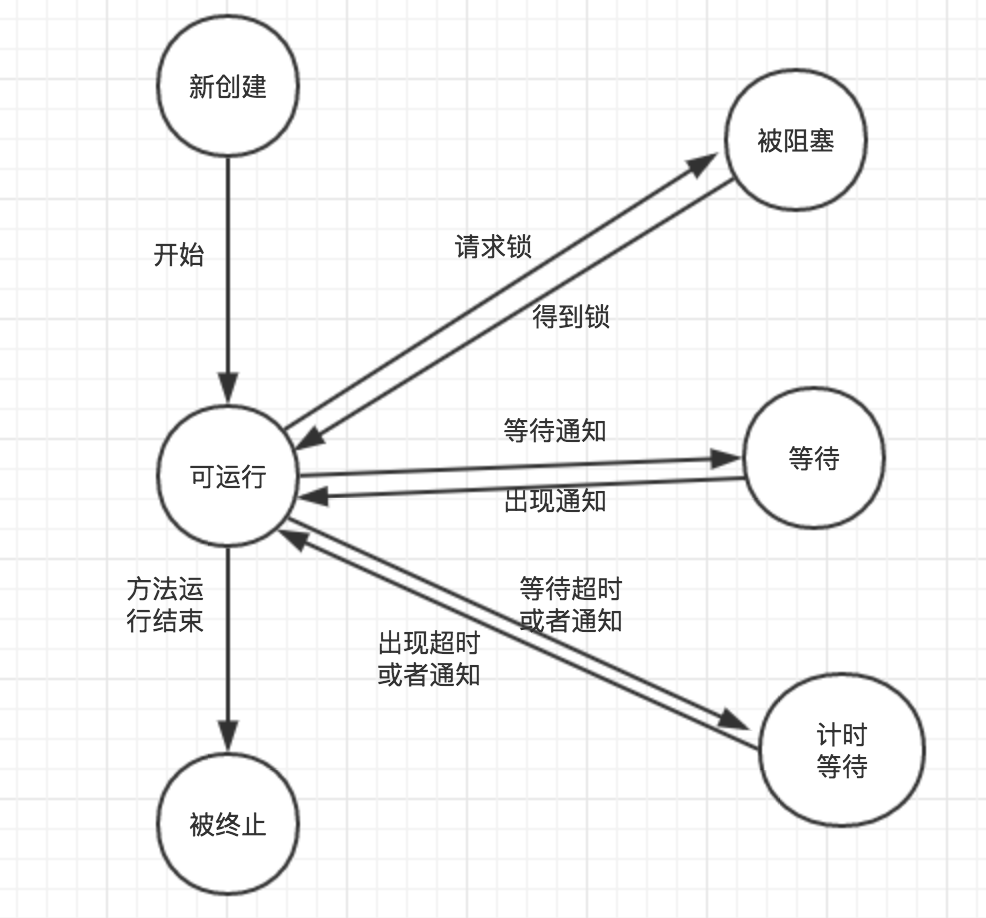 新创建
被阻塞
请求锁
开始
得到锁
等待通知
等待
可运行
出现通知
方法运
行结束
等待超时
或者通知
出现超时
或者通知
计时
等待
被终止